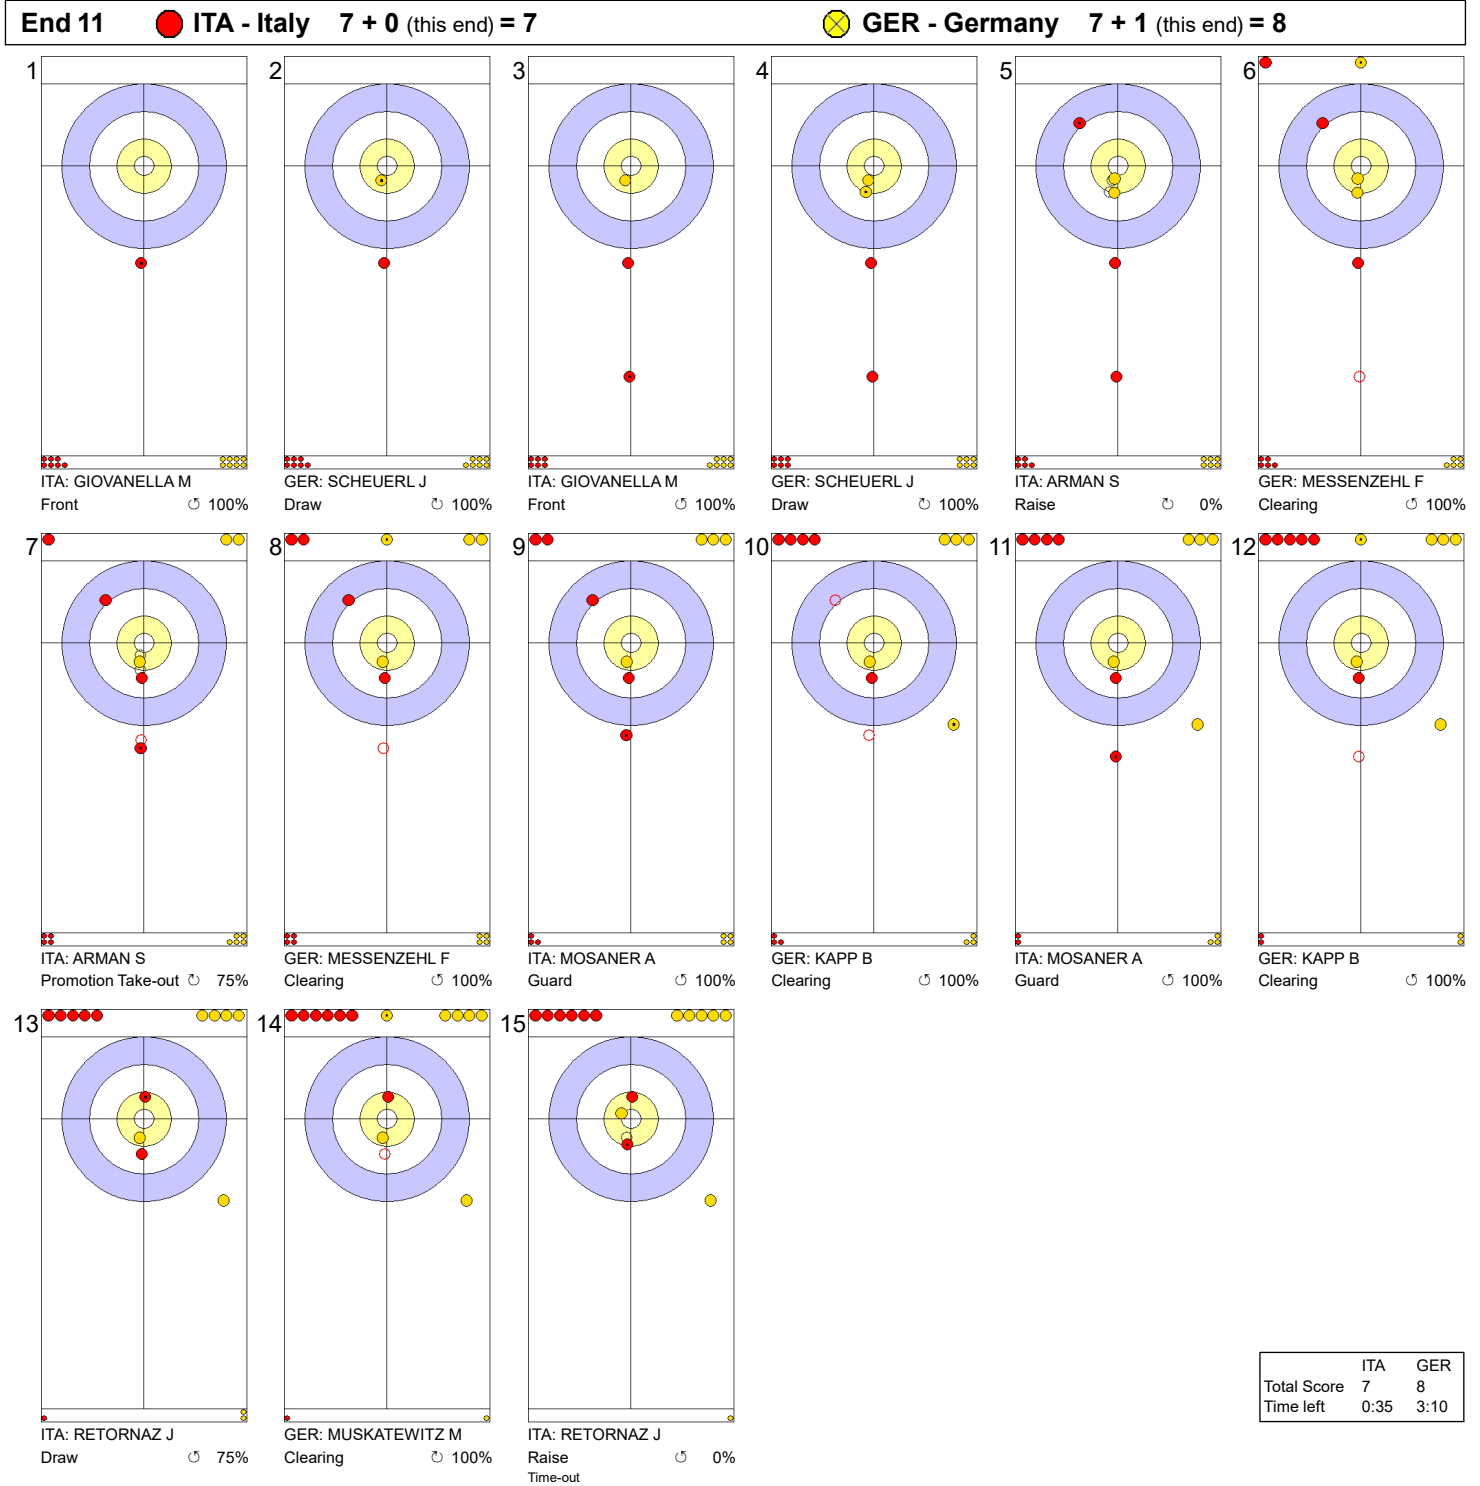 End 11 ITA - Italy 7 + 0 (this end) = 7 GER - Germany 7 + 1 (this end) = 8
1 2 3 4 5 6
ITA: GIOVANELLA M GER: SCHEUERL J ITA: GIOVANELLA M GER: SCHEUERL J ITA: ARMAN S GER: MESSENZEHL F
Front ↺ 100% Draw ↻ 100% Front ↺ 100% Draw ↻ 100% Raise ↻ 0% Clearing ↺ 100%
7 8 9 10 11 12
ITA: ARMAN S GER: MESSENZEHL F ITA: MOSANER A GER: KAPP B ITA: MOSANER A GER: KAPP B
Promotion Take-out ↻ 75% Clearing ↺ 100% Guard ↺ 100% Clearing ↺ 100% Guard ↺ 100% Clearing ↺ 100%
13 14 15
ITA GER
Total Score 7 8
Time left 0:35 3:10
ITA: RETORNAZ J GER: MUSKATEWITZ M ITA: RETORNAZ J
Draw ↺ 75% Clearing ↻ 100% Raise ↺ 0%
Time-out